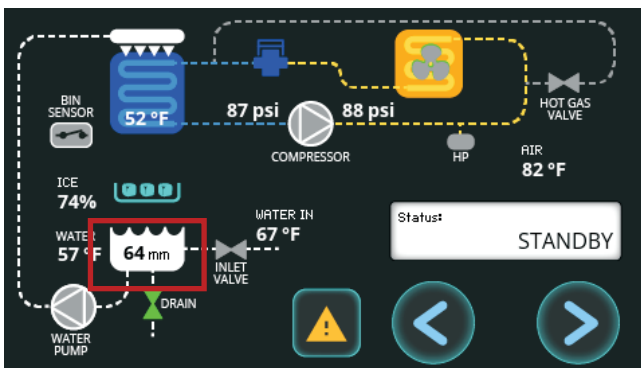 BIN
SENSOR
52 °F
87 psi
88 psi
COMPRESSOR
HP
HOT GAS
VALVE
AIR
82 °F
ICE
74%
WATER
57 °F
64 mm
WATER IN
67 °F
INLET
VALVE
DRAIN
WATER
PUMP
Status:
STANDBY